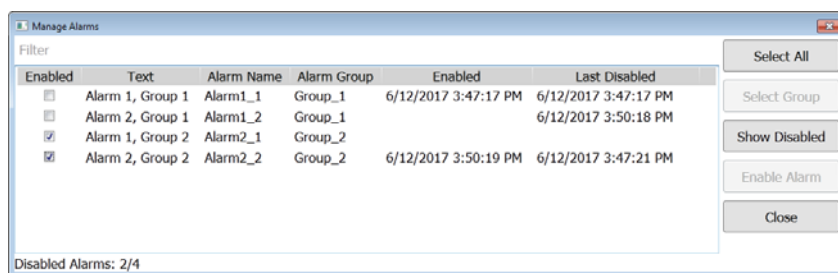 Manage Alarms
Filter
Enabled Text Alarm Name Alarm Group Enabled Last Disabled
Alarm 1, Group 1 Alarm1_1 Group_1 6/12/2017 3:47:17 PM 6/12/2017 3:47:17 PM
Alarm 2, Group 1 Alarm1_2 Group_1 6/12/2017 3:50:18 PM
Alarm 1, Group 2 Alarm2_1 Group_2
Alarm 2, Group 2 Alarm2_2 Group_2 6/12/2017 3:50:19 PM 6/12/2017 3:47:21 PM
Disabled Alarms: 2/4
Select All
Select Group
Show Disabled
Enable Alarm
Close